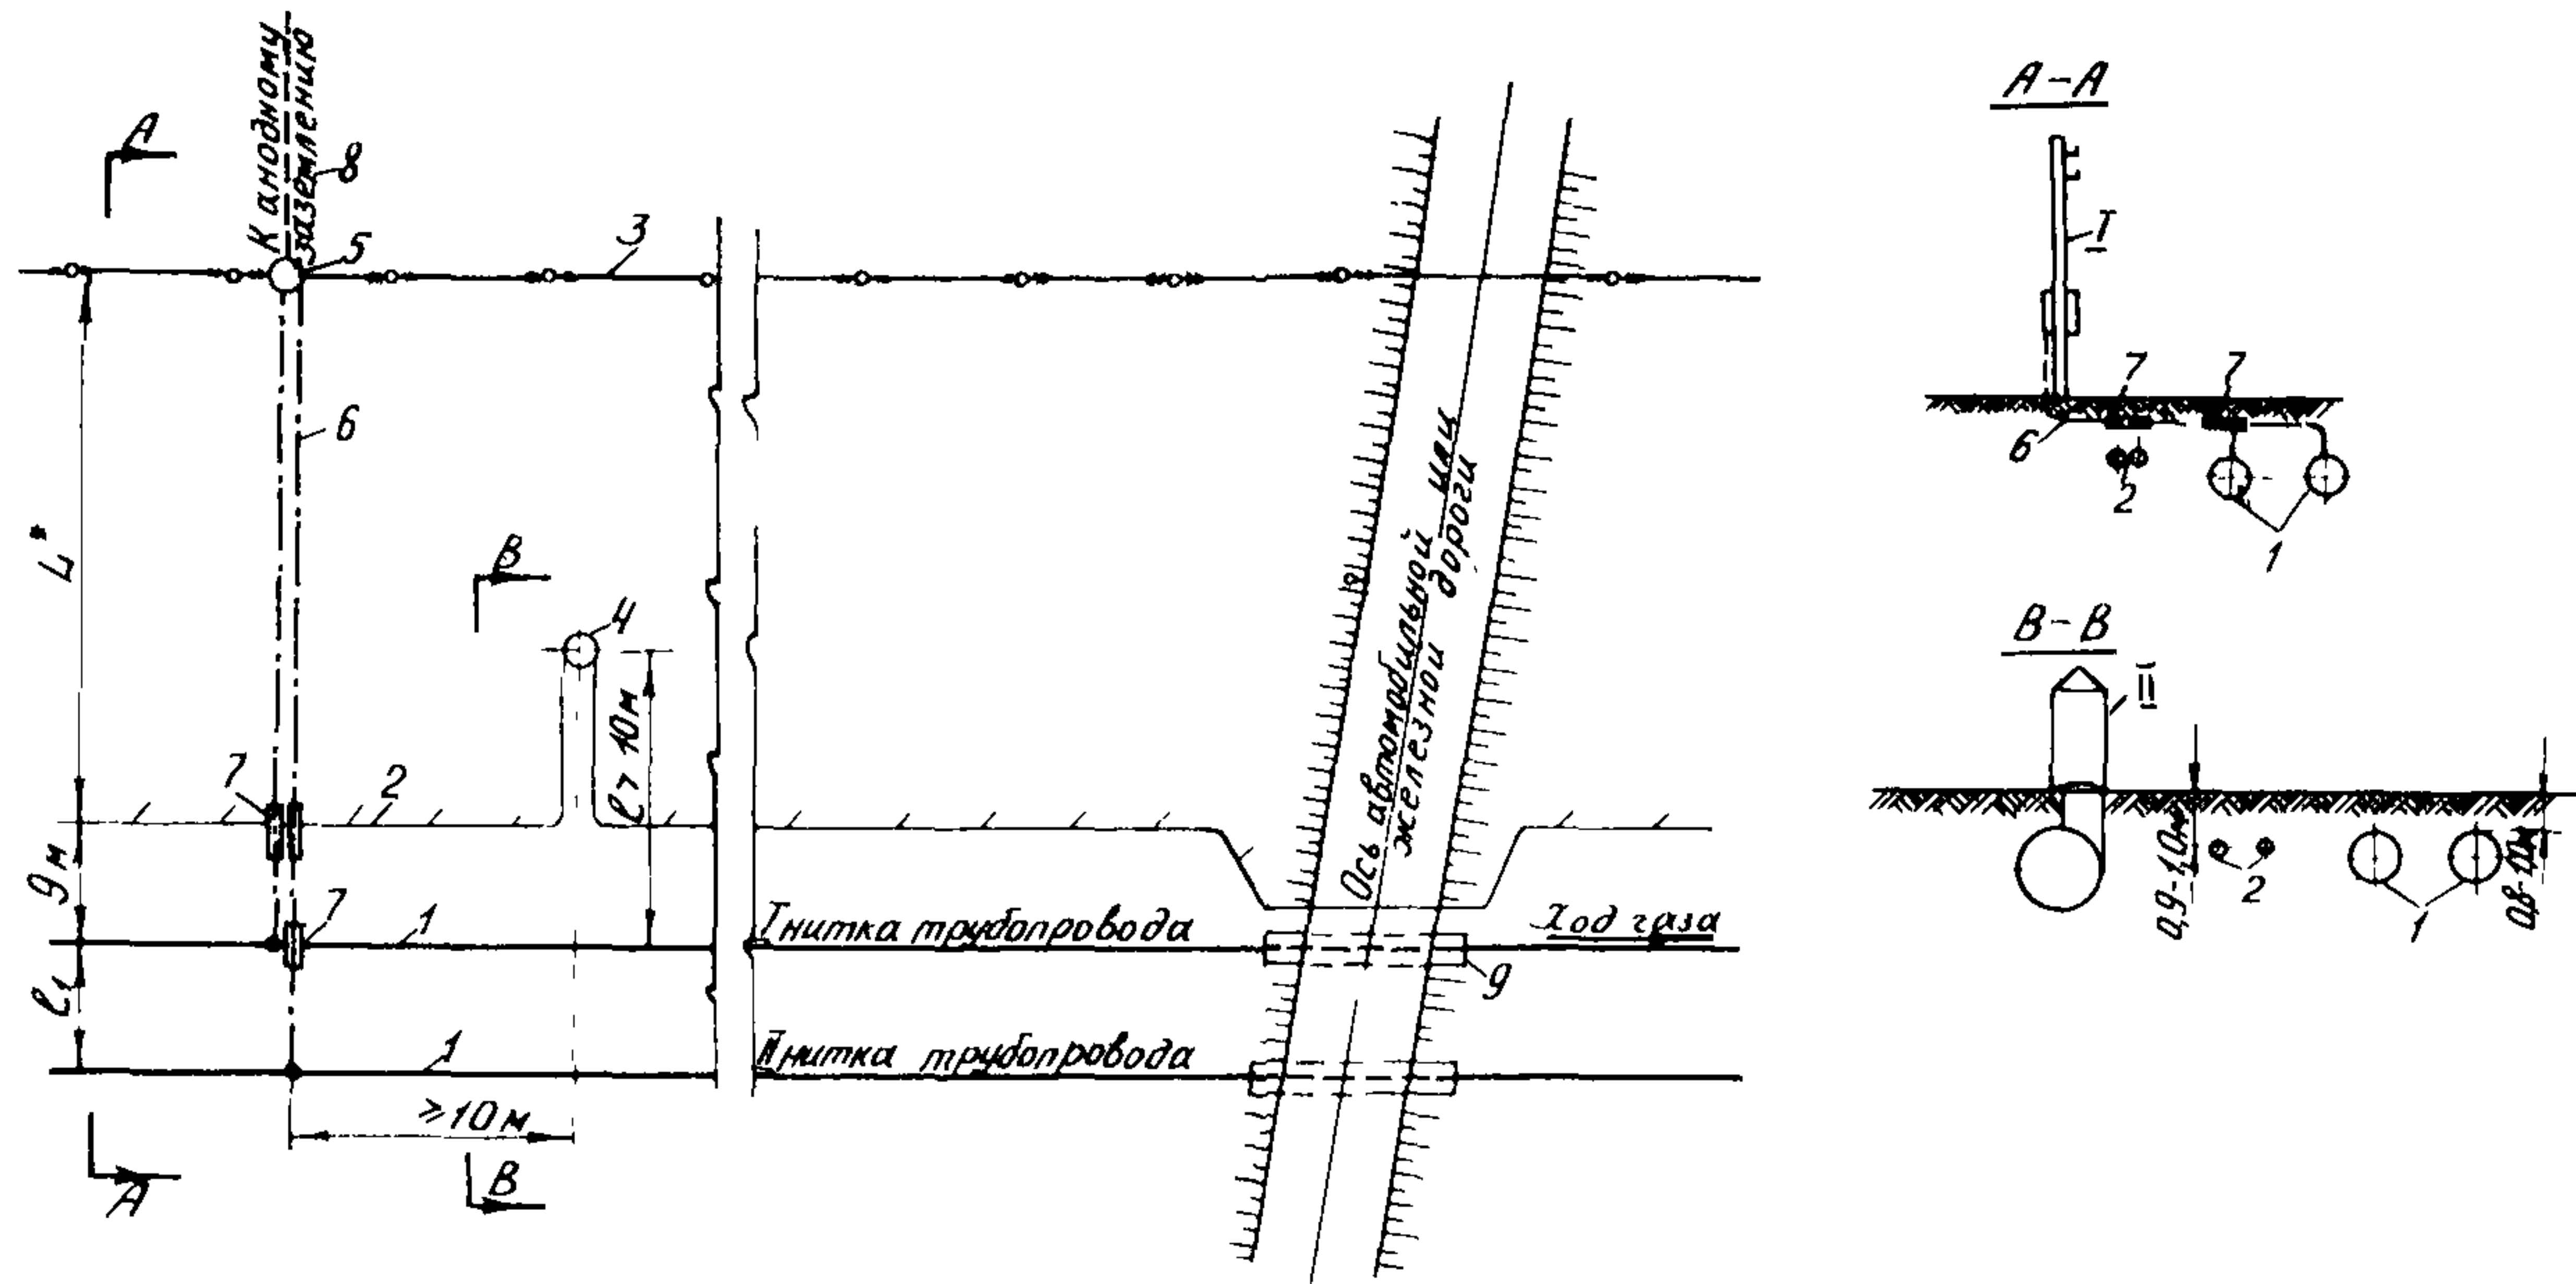 К анодному
заземлению
8
А
5
3
L*
6
В
4
l > 10м
7
2
9м
7
1
l₁
1
≥10м
А
В
Ось автомобильной или
железной дороги
I нитка трубопровода
Ход газа
9
II нитка трубопровода
А-А
I
7
7
6
2
1
В-В
II
0,9-1,0м
2
1
0,8-1,0м